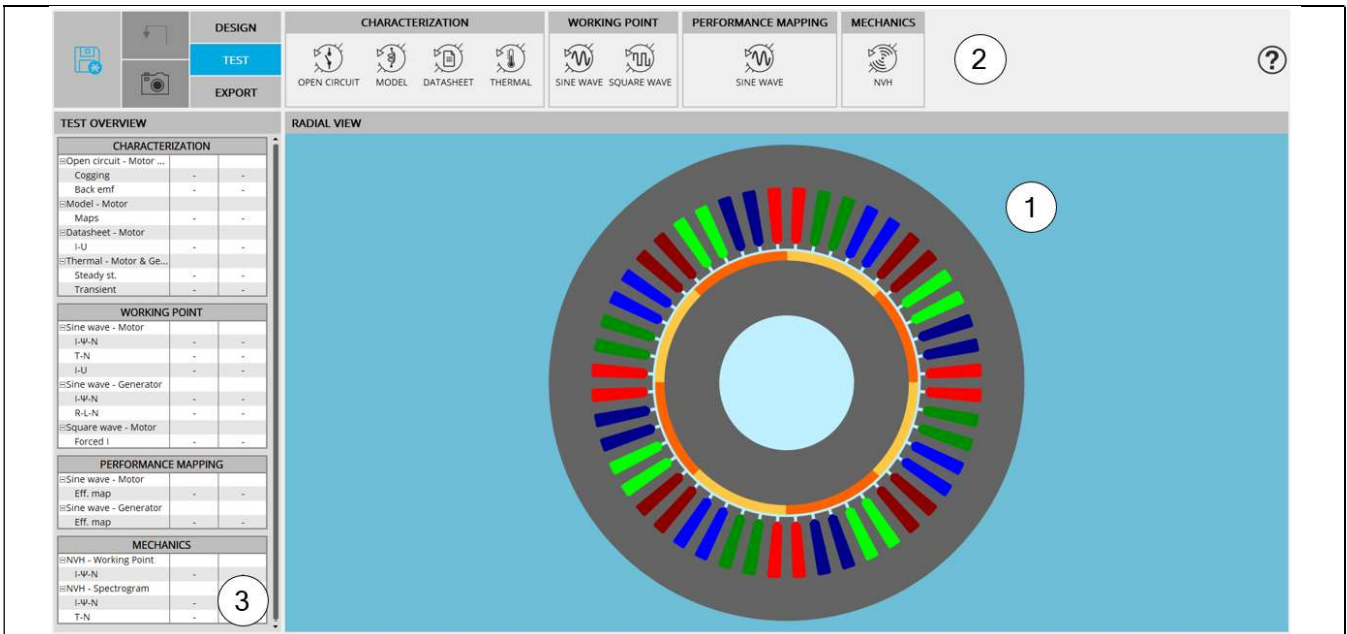 DESIGN
TEST
EXPORT
CHARACTERIZATION
OPEN CIRCUIT MODEL DATASHEET THERMAL
WORKING POINT
SINE WAVE SQUARE WAVE
PERFORMANCE MAPPING
SINE WAVE
MECHANICS
NVH
2
?
TEST OVERVIEW
CHARACTERIZATION
Open circuit - Motor ...
Cogging - -
Back emf - -
Model - Motor
Maps - -
Datasheet - Motor
I-U - -
Thermal - Motor & Ge...
Steady st. - -
Transient - -
WORKING POINT
Sine wave - Motor
I-Ψ-N - -
T-N - -
I-U - -
Sine wave - Generator
I-Ψ-N - -
R-L-N - -
Square wave - Motor
Forced I - -
PERFORMANCE MAPPING
Sine wave - Motor
Eff. map - -
Sine wave - Generator
Eff. map - -
MECHANICS
NVH - Working Point
I-Ψ-N -
NVH - Spectrogram
I-Ψ-N -
T-N -
3
RADIAL VIEW
1